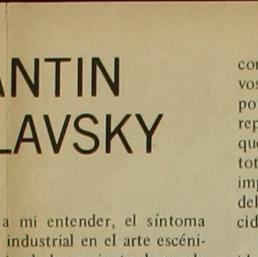 ANTIN
LAVSKY
a mi entender, el síntoma
industrial en el arte escéni-
con
vos
po
rep
que
tot
imp
del
cid